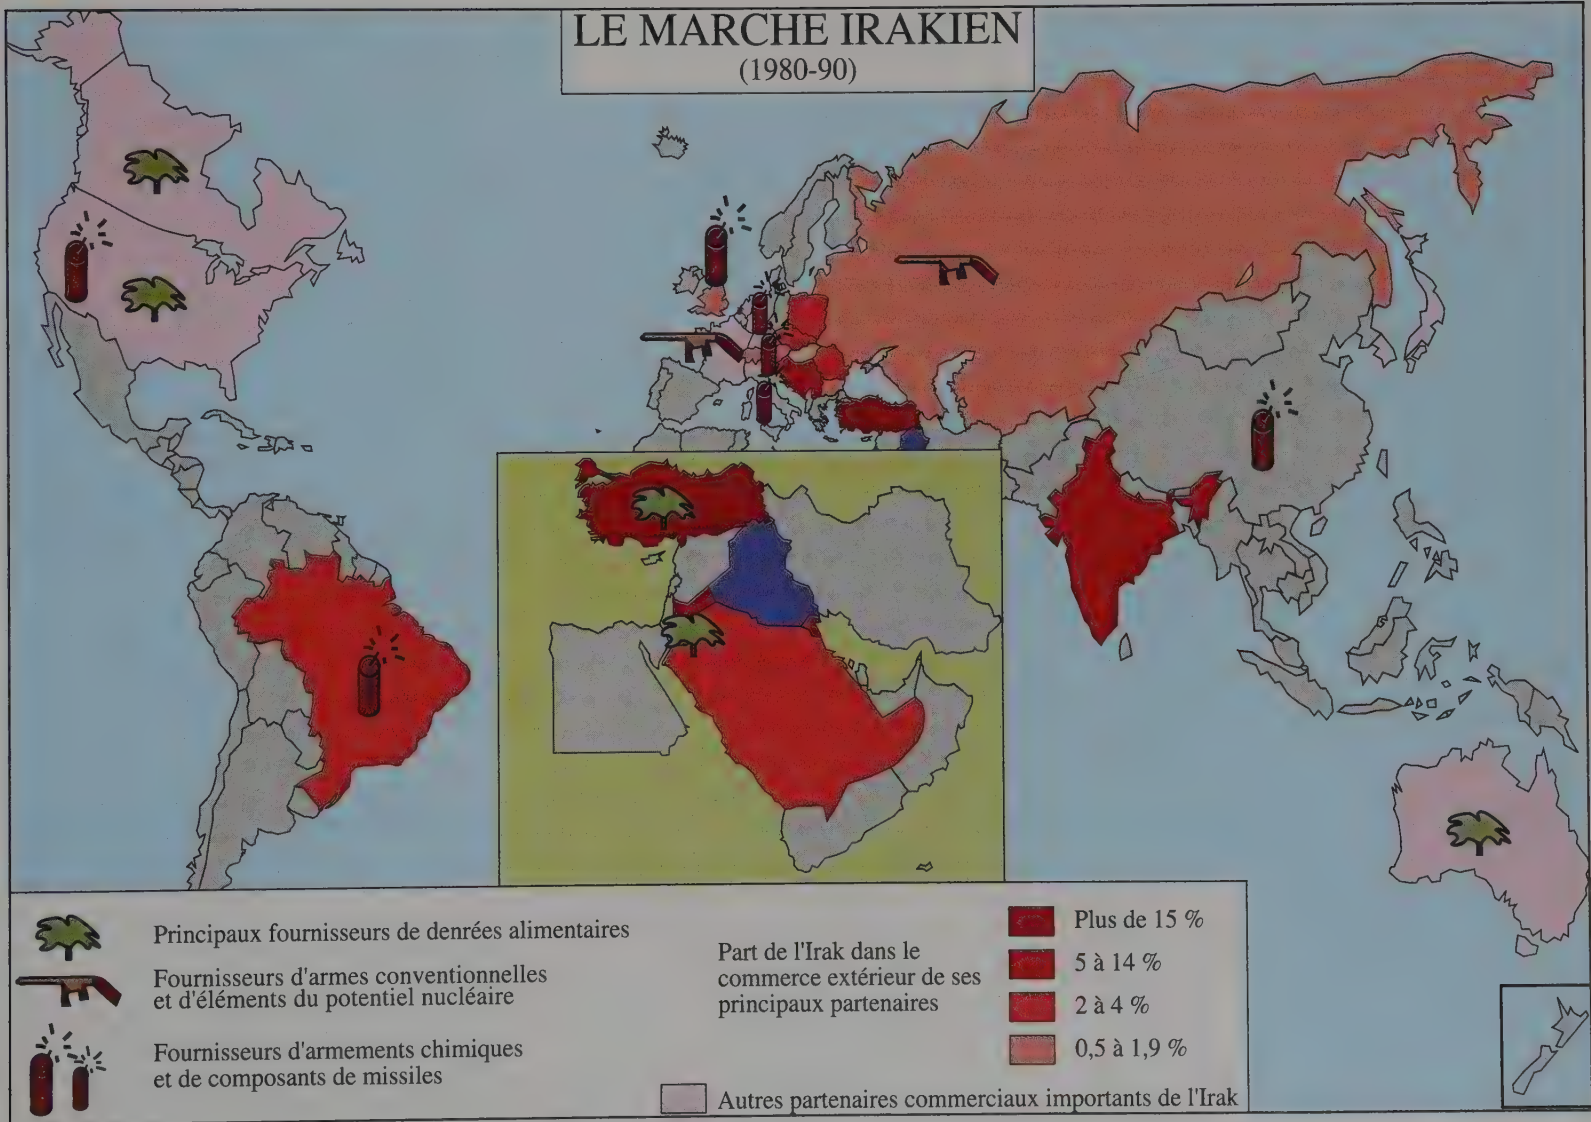 LE MARCHE IRAKIEN
(1980-90)
Principaux fournisseurs de denrées alimentaires
Fournisseurs d'armes conventionnelles
et d'éléments du potentiel nucléaire
Fournisseurs d'armements chimiques
et de composants de missiles
Part de l'Irak dans le
commerce extérieur de ses
principaux partenaires
Plus de 15 %
5 à 14 %
2 à 4 %
0,5 à 1,9 %
Autres partenaires commerciaux importants de l'Irak